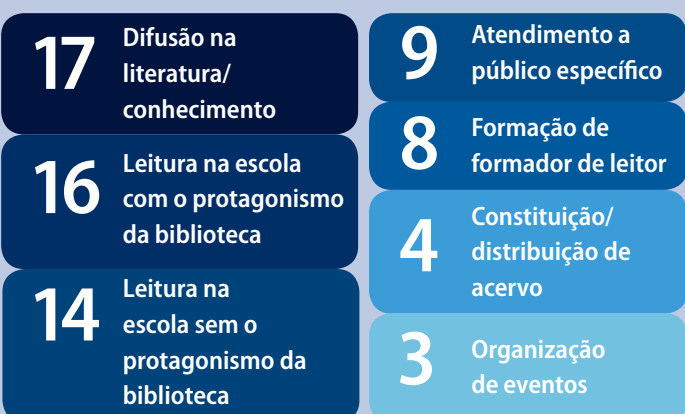 17
Difusão na
literatura/
conhecimento
16
Leitura na escola
com o protagonismo
da biblioteca
14
Leitura na
escola sem o
protagonismo da
biblioteca
9
Atendimento a
público específico
8
Formação de
formador de leitor
4
Constituição/
distribuição de
acervo
3
Organização
de eventos